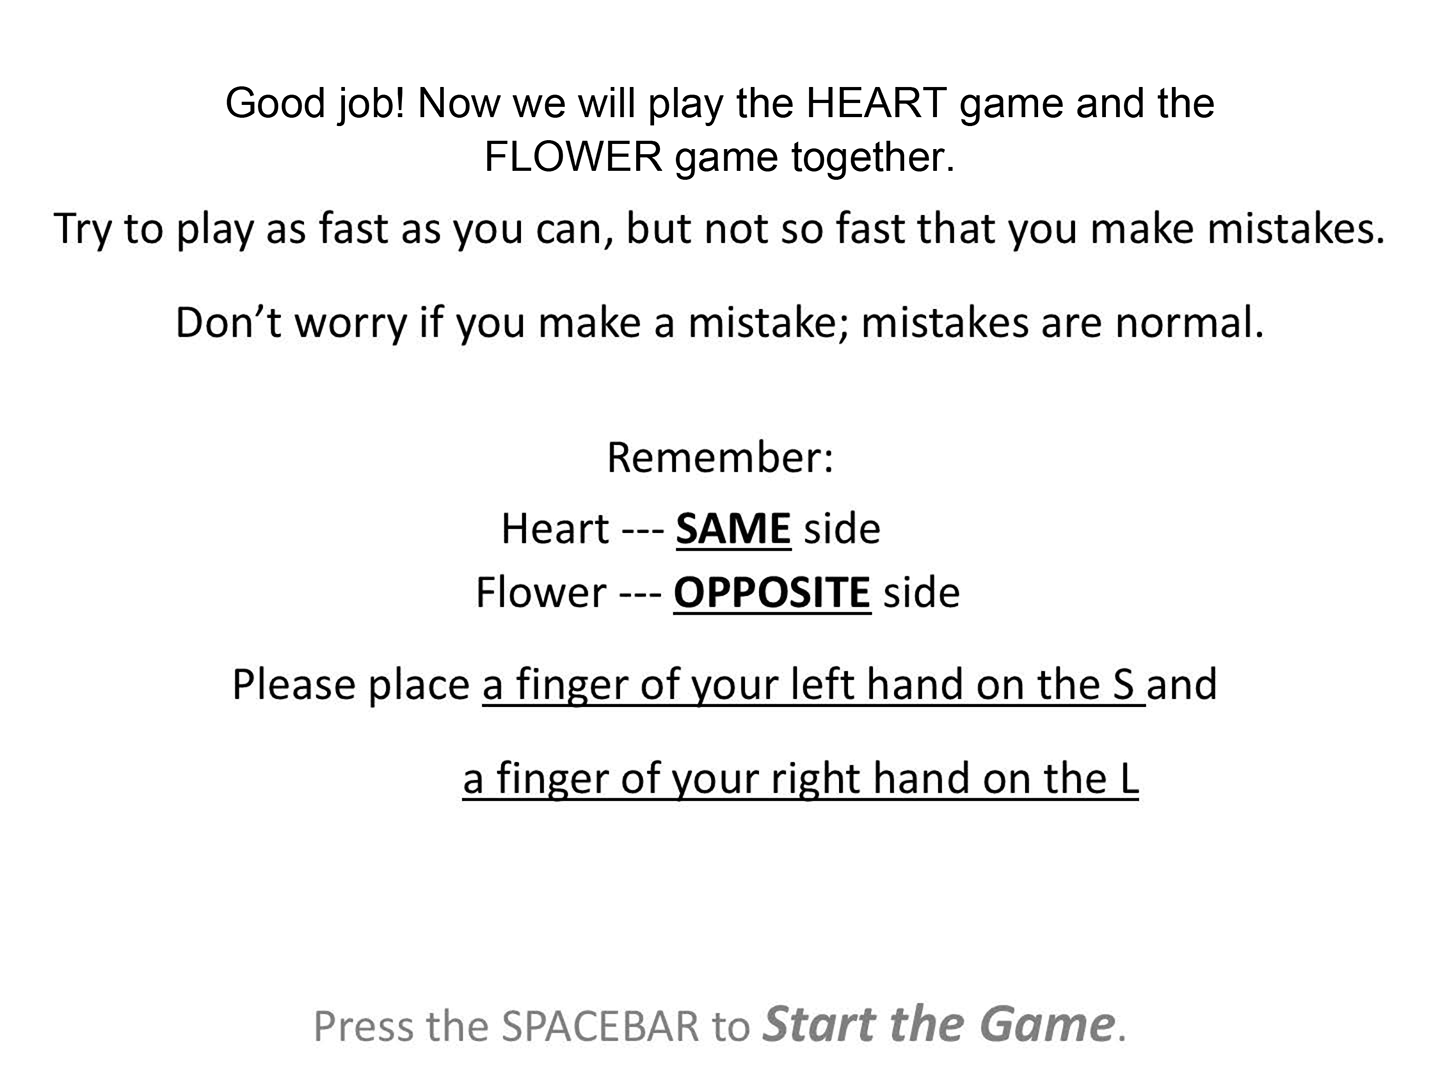 Good job! Now we will play the HEART game and the
FLOWER game together.
Try to play as fast as you can, but not so fast that you make mistakes.
Don’t worry if you make a mistake; mistakes are normal.
Remember:
Heart --- SAME side
Flower --- OPPOSITE side
Please place a finger of your left hand on the S and
a finger of your right hand on the L
Press the SPACEBAR to Start the Game.